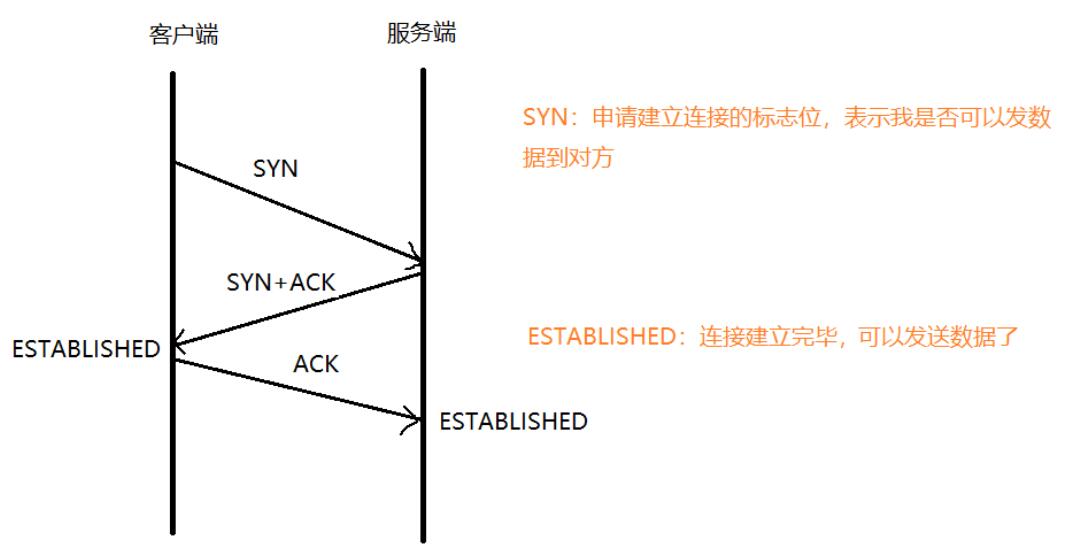 客户端
服务端
SYN：申请建立连接的标志位，表示我是否可以发数
据到对方
SYN
SYN+ACK
ESTABLISHED：连接建立完毕，可以发送数据了
ESTABLISHED
ACK
ESTABLISHED